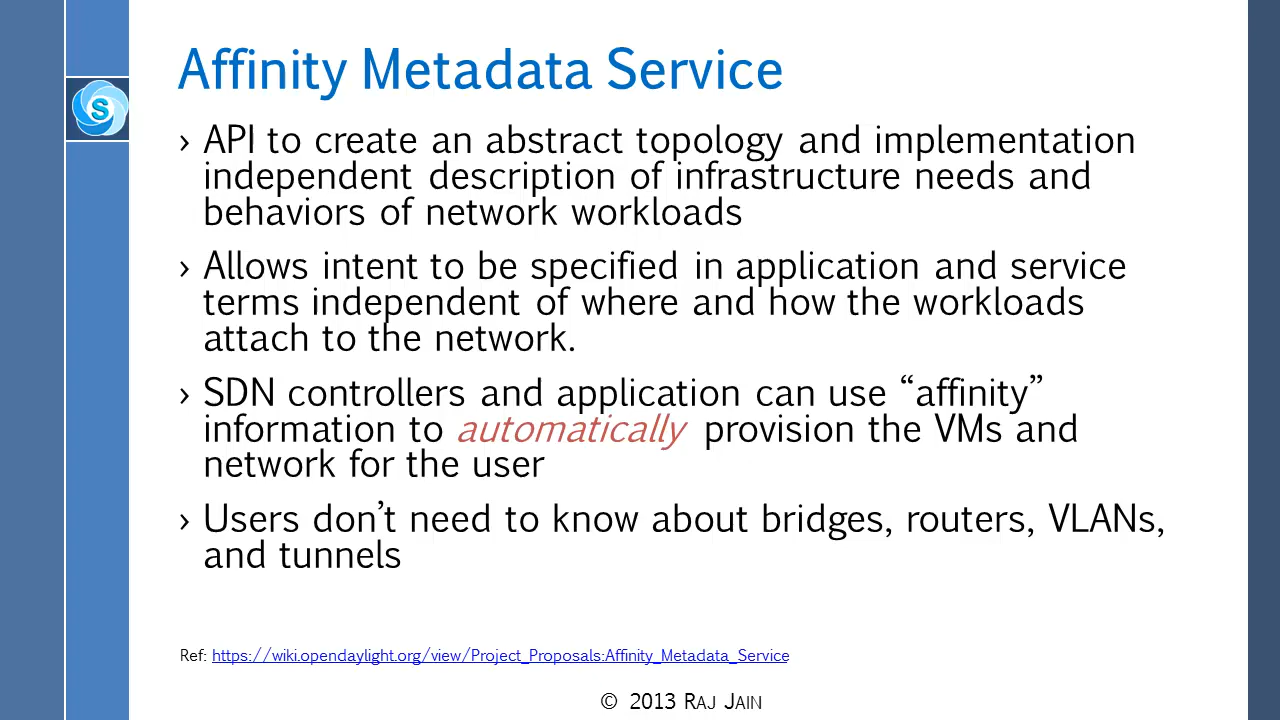 Affinity Metadata Service
S
› API to create an abstract topology and implementation
independent description of infrastructure needs and
behaviors of network workloads
› Allows intent to be specified in application and service
terms independent of where and how the workloads
attach to the network.
› SDN controllers and application can use “affinity”
information to automatically provision the VMs and
network for the user
› Users don’t need to know about bridges, routers, VLANs,
and tunnels
Ref: https://wiki.opendaylight.org/view/Project_Proposals:Affinity_Metadata_Service
© 2013 RAJ JAIN